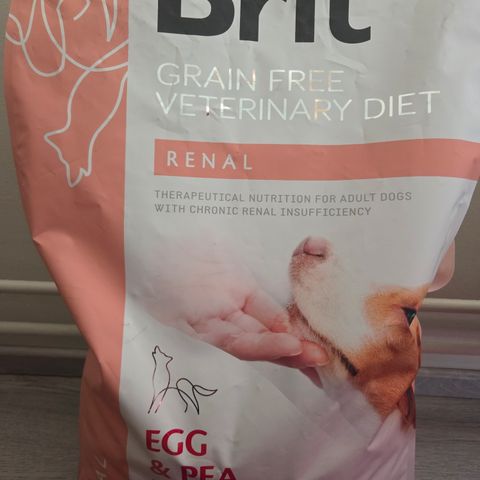 Brit
GRAIN FREE
VETERINARY DIET
RENAL
THERAPEUTICAL NUTRITION FOR ADULT DOGS
WITH CHRONIC RENAL INSUFFICIENCY
EGG
& PEA